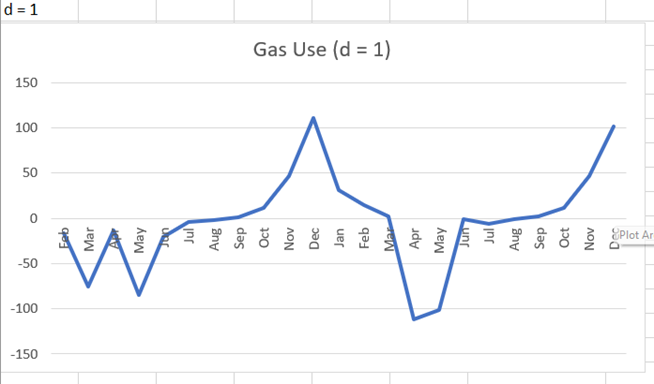 d = 1
Gas Use (d = 1)
150
100
50
0
-50
-100
-150
Feb Mar Apr May Jun Jul Aug Sep Oct Nov Dec Jan Feb Mar Apr May Jun Jul Aug Sep Oct Nov
Plot Ar